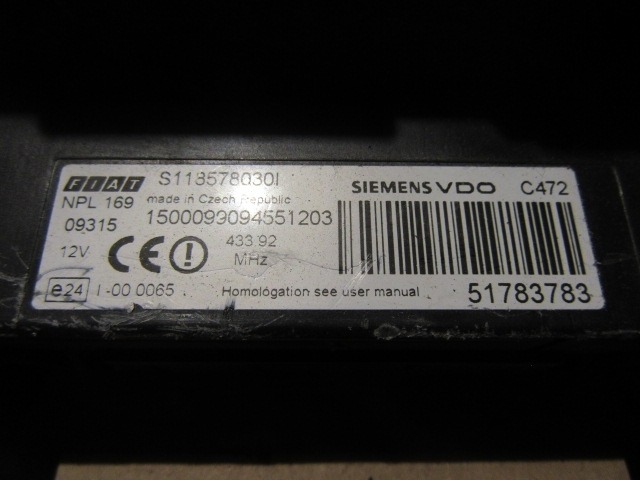 FIAT S118578030I SIEMENS VDO C472
NPL 169 made in Czech Republic
09315 1500099094551203
12V CE 433 92
MHz
e24 I-00 0065 Homologation see user manual 51783783